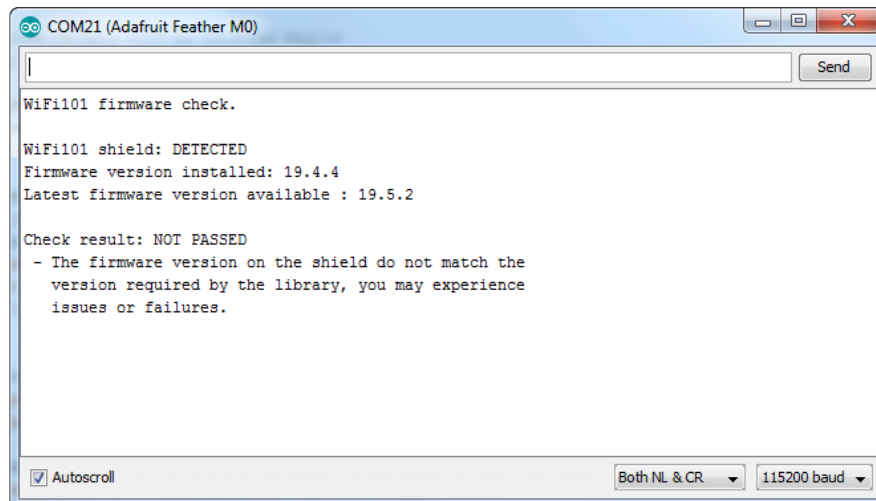 COM21 (Adafruit Feather M0)
Send
WiFi101 firmware check.
WiFi101 shield: DETECTED
Firmware version installed: 19.4.4
Latest firmware version available : 19.5.2
Check result: NOT PASSED
- The firmware version on the shield do not match the
version required by the library, you may experience
issues or failures.
Autoscroll
Both NL & CR
115200 baud